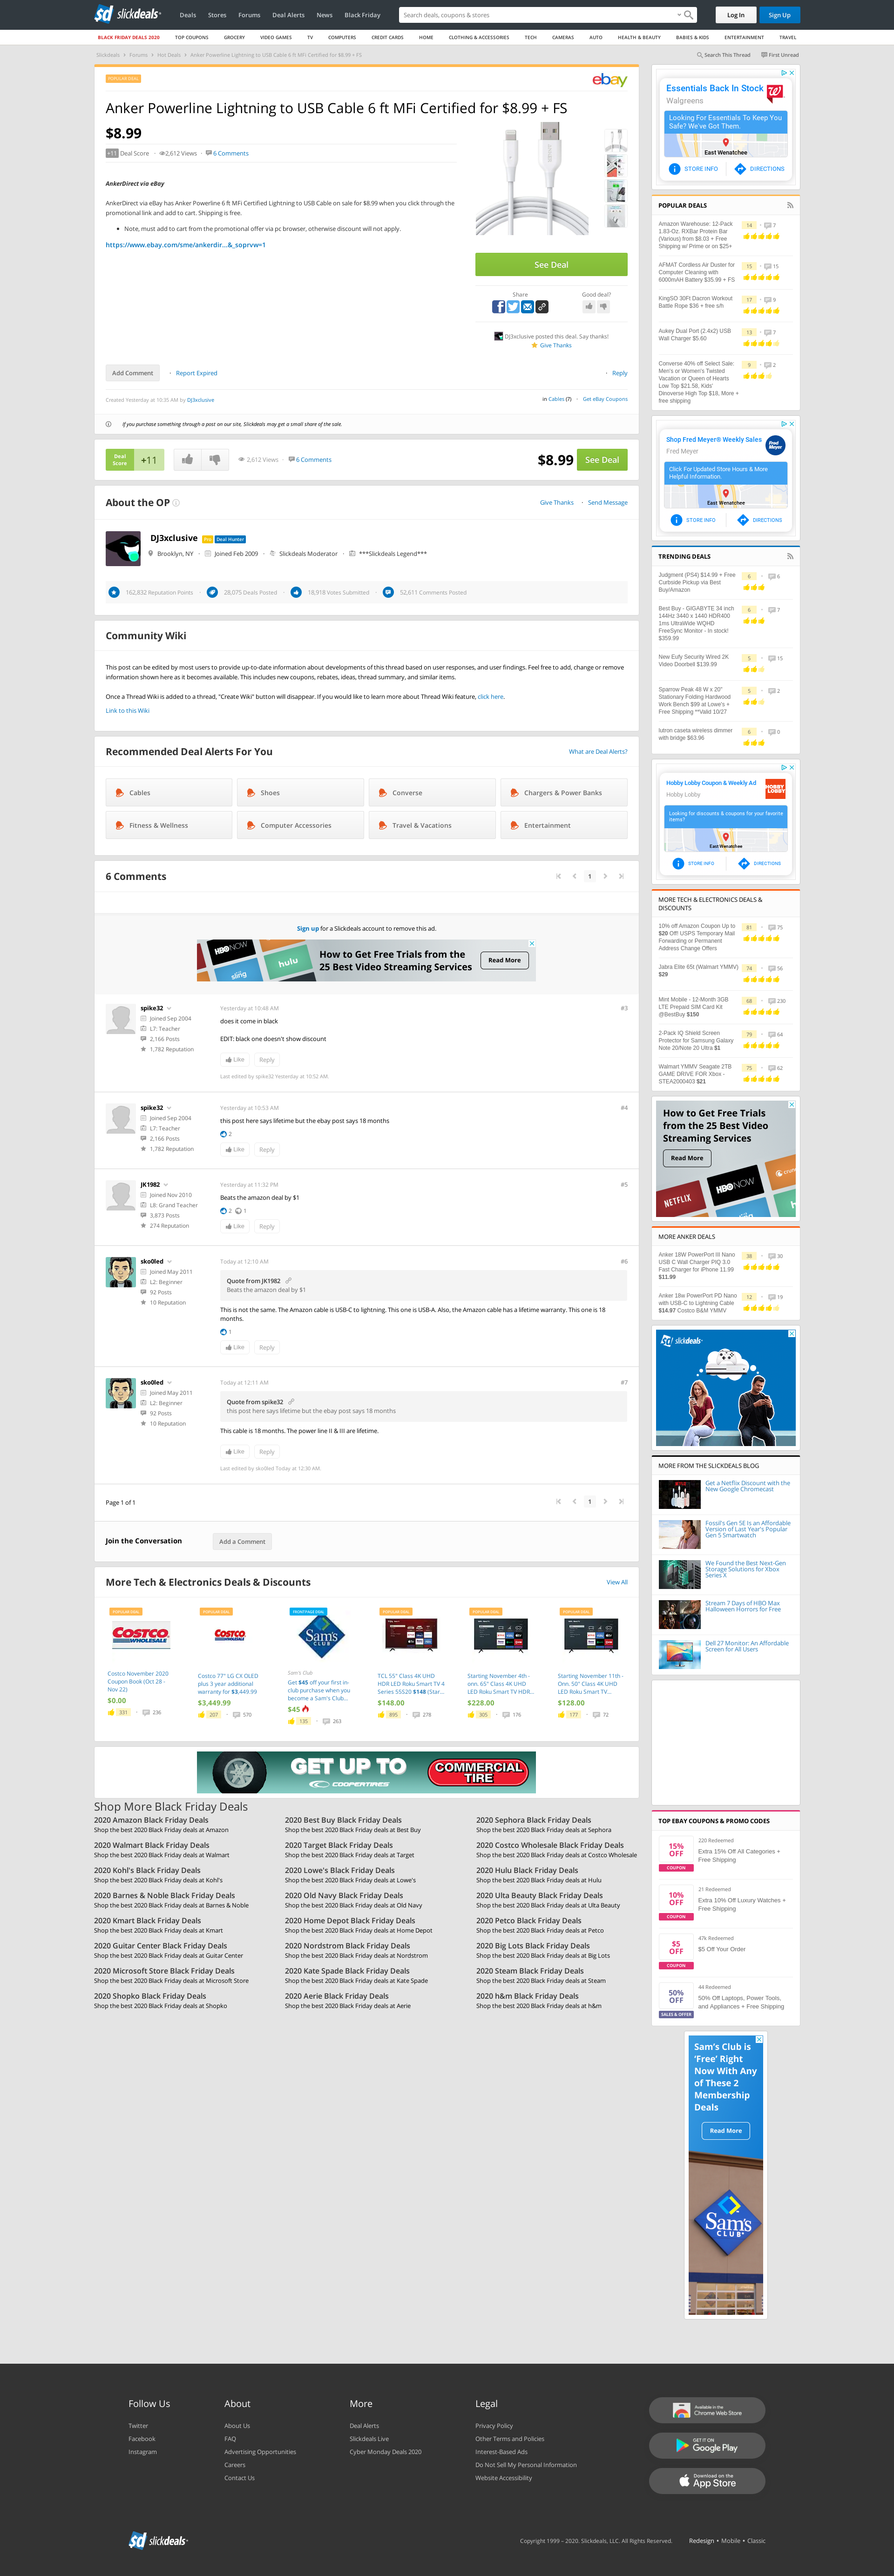 slickdeals
Deals
Stores
Forums
Deal Alerts
News
Black Friday
Search deals, coupons & stores
Log In
Sign Up
BLACK FRIDAY DEALS 2020
TOP COUPONS
GROCERY
VIDEO GAMES
TV
COMPUTERS
CREDIT CARDS
HOME
CLOTHING & ACCESSORIES
TECH
CAMERAS
AUTO
HEALTH & BEAUTY
BABIES & KIDS
ENTERTAINMENT
TRAVEL
Slickdeals > Forums > Hot Deals > Anker Powerline Lightning to USB Cable 6 ft MFi Certified for $8.99 + FS
Search This Thread
First Unread
POPULAR DEAL
ebay
Anker Powerline Lightning to USB Cable 6 ft MFi Certified for $8.99 + FS
$8.99
+11 Deal Score
2,612 Views
6 Comments
AnkerDirect via eBay
AnkerDirect via eBay has Anker Powerline 6 ft MFI Certified Lightning to USB Cable on sale for $8,99 when you click through the
promotional link and add to cart. Shipping is free.
Note, must add to cart from the promotional offer via pc browser, otherwise discount will not apply.
https://www.ebay.com/sme/ankerdir...&_soprvw=1
See Deal
Share
Good deal?
DJ3xclusive posted this deal. Say thanks!
Give Thanks
Add Comment
Report Expired
Reply
Created Yesterday at 10:35 AM by DJ3xclusive
in Cables (7)
Get eBay Coupons
If you purchase something through a post on our site, Slickdeals may get a small share of the sale.
Deal Score
+11
2,612 Views
6 Comments
$8.99
See Deal
About the OP
Give Thanks
Send Message
DJ3xclusive Pro Deal Hunter
Brooklyn, NY
Joined Feb 2009
Slickdeals Moderator
***Slickdeals Legend***
162,832 Reputation Points
28,075 Deals Posted
18,918 Votes Submitted
52,611 Comments Posted
Community Wiki
This post can be edited by most users to provide up-to-date information about developments of this thread based on user responses, and user findings. Feel free to add, change or remove
information shown here as it becomes available. This includes new coupons, rebates, ideas, thread summary, and similar items.
Once a Thread Wiki is added to a thread, "Create Wiki" button will disappear. If you would like to learn more about Thread Wiki feature, click here.
Link to this Wiki
Recommended Deal Alerts For You
What are Deal Alerts?
Cables
Shoes
Converse
Chargers & Power Banks
Fitness & Wellness
Computer Accessories
Travel & Vacations
Entertainment
6 Comments
1
Sign up for a Slickdeals account to remove this ad.
HBO NOW
sling
hulu
How to Get Free Trials from the
25 Best Video Streaming Services
Read More
spike32
Joined Sep 2004
L7: Teacher
2,166 Posts
1,782 Reputation
Yesterday at 10:48 AM
#3
does it come in black
EDIT: black one doesn't show discount
Like
Reply
Last edited by spike32 Yesterday at 10:52 AM.
spike32
Joined Sep 2004
L7: Teacher
2,166 Posts
1,782 Reputation
Yesterday at 10:53 AM
#4
this post here says lifetime but the ebay post says 18 months
2
Like
Reply
JK1982
Joined Nov 2010
L8: Grand Teacher
3,873 Posts
274 Reputation
Yesterday at 11:32 PM
#5
Beats the amazon deal by $1
2
1
Like
Reply
sko0led
Joined May 2011
L2: Beginner
92 Posts
10 Reputation
Today at 12:10 AM
#6
Quote from JK1982
Beats the amazon deal by $1
This is not the same. The Amazon cable is USB-C to lightning. This one is USB-A. Also, the Amazon cable has a lifetime warranty. This one is 18
months.
1
Like
Reply
sko0led
Joined May 2011
L2: Beginner
92 Posts
10 Reputation
Today at 12:11 AM
#7
Quote from spike32
this post here says lifetime but the ebay post says 18 months
This cable is 18 months. The power line II & III are lifetime.
Like
Reply
Last edited by sko0led Today at 12:30 AM.
Page 1 of 1
1
Join the Conversation
Add a Comment
More Tech & Electronics Deals & Discounts
View All
POPULAR DEAL
COSTCO WHOLESALE
Costco November 2020
Coupon Book (Oct 28 -
Nov 22)
$0.00
331
236
POPULAR DEAL
COSTCO WHOLESALE
Costco 77" LG CX OLED
plus 3 year additional
warranty for $3,449.99
$3,449.99
207
570
FRONTPAGE DEAL
Sam's CLUB
Sam's Club
Get $45 off your first in-
club purchase when you
become a Sam's Club...
$45
135
263
POPULAR DEAL
TCL 55" Class 4K UHD
HDR LED Roku Smart TV 4
Series 55S20 $148 (Star...
$148.00
895
278
POPULAR DEAL
Starting November 4th-
onn. 65" Class 4K UHD
LED Roku Smart TV HDR...
$228.00
305
176
POPULAR DEAL
Starting November 11th -
Onn. 50" Class 4K UHD
LED Roku Smart TV...
$128.00
177
72
GET UP TO
COOPERTIRES
COMMERCIAL TIRE
Shop More Black Friday Deals
2020 Amazon Black Friday Deals
Shop the best 2020 Black Friday deals at Amazon
2020 Best Buy Black Friday Deals
Shop the best 2020 Black Friday deals at Best Buy
2020 Sephora Black Friday Deals
Shop the best 2020 Black Friday deals at Sephora
2020 Walmart Black Friday Deals
Shop the best 2020 Black Friday deals at Walmart
2020 Target Black Friday Deals
Shop the best 2020 Black Friday deals at Target
2020 Costco Wholesale Black Friday Deals
Shop the best 2020 Black Friday deals at Costco Wholesale
2020 Kohl's Black Friday Deals
Shop the best 2020 Black Friday deals at Kohl's
2020 Lowe's Black Friday Deals
Shop the best 2020 Black Friday deals at Lowe's
2020 Hulu Black Friday Deals
Shop the best 2020 Black Friday deals at Hulu
2020 Barnes & Noble Black Friday Deals
Shop the best 2020 Black Friday deals at Barnes & Noble
2020 Old Navy Black Friday Deals
Shop the best 2020 Black Friday deals at Old Navy
2020 Ulta Beauty Black Friday Deals
Shop the best 2020 Black Friday deals at Ulta Beauty
2020 Kmart Black Friday Deals
Shop the best 2020 Black Friday deals at Kmart
2020 Home Depot Black Friday Deals
Shop the best 2020 Black Friday deals at Home Depot
2020 Petco Black Friday Deals
Shop the best 2020 Black Friday deals at Petco
2020 Guitar Center Black Friday Deals
Shop the best 2020 Black Friday deals at Guitar Center
2020 Nordstrom Black Friday Deals
Shop the best 2020 Black Friday deals at Nordstrom
2020 Big Lots Black Friday Deals
Shop the best 2020 Black Friday deals at Big Lots
2020 Microsoft Store Black Friday Deals
Shop the best 2020 Black Friday deals at Microsoft Store
2020 Kate Spade Black Friday Deals
Shop the best 2020 Black Friday deals at Kate Spade
2020 Steam Black Friday Deals
Shop the best 2020 Black Friday deals at Steam
2020 Shopko Black Friday Deals
Shop the best 2020 Black Friday deals at Shopko
2020 Aerie Black Friday Deals
Shop the best 2020 Black Friday deals at Aerie
2020 h&m Black Friday Deals
Shop the best 2020 Black Friday deals at h&m
Essentials Back In Stock
Walgreens
Looking For Essentials To Keep You
Safe? We've Got Them.
East Wenatchee
STORE INFO
DIRECTIONS
POPULAR DEALS
Amazon Warehouse: 12-Pack
1.83-Oz. RXBar Protein Bar
(Various) from $8.03 + Free
Shipping w/ Prime or on $25+
14
7
AFMAT Cordless Air Duster for
Computer Cleaning with
6000mAH Battery $35.99 + FS
15
15
KingSO 30Ft Dacron Workout
Battle Rope $36 + free s/h
17
9
Aukey Dual Port (2.4x2) USB
Wall Charger $5.60
13
7
Converse 40% off Select Sale:
Men's or Women's Twisted
Vacation or Queen of Hearts
Low Top $21.58, Kids'
Dinoverse High Top $18, More +
free shipping
9
2
Shop Fred Meyer® Weekly Sales
Fred Meyer
Click For Updated Store Hours & More
Helpful Information.
East Wenatchee
STORE INFO
DIRECTIONS
TRENDING DEALS
Judgment (PS4) $14.99 + Free
Curbside Pickup via Best
Buy/Amazon
6
6
Best Buy - GIGABYTE 34 inch
144Hz 3440 x 1440 HDR400
1ms UltraWide WQHD
FreeSync Monitor - In stock!
$359.99
6
7
New Eufy Security Wired 2K
Video Doorbell $139.99
5
15
Sparrow Peak 48 W x 20"
Stationary Folding Hardwood
Work Bench $99 at Lowe's +
Free Shipping **Valid 10/27
5
2
lutron caseta wireless dimmer
with bridge $63.96
6
0
Hobby Lobby Coupon & Weekly Ad
Hobby Lobby
HOBBY LOBBY
Looking for discounts & coupons for your favorite
items?
East Wenatchee
STORE INFO
DIRECTIONS
MORE TECH & ELECTRONICS DEALS &
DISCOUNTS
10% off Amazon Coupon Up to
$20 Off! USPS Temporary Mail
Forwarding or Permanent
Address Change Offers
81
75
Jabra Elite 65t (Walmart YMMV)
$29
74
56
Mint Mobile - 12-Month 3GB
LTE Prepaid SIM Card Kit
@BestBuy $150
68
230
2-Pack IQ Shield Screen
Protector for Samsung Galaxy
Note 20/Note 20 Ultra $1
79
64
Walmart YMMV Seagate 2TB
GAME DRIVE FOR Xbox -
STEA2000403 $21
75
62
How to Get Free Trials
from the 25 Best Video
Streaming Services
Read More
NETFLIX
MORE ANKER DEALS
Anker 18W PowerPort III Nano
USB C Wall Charger PIQ 3.0
Fast Charger for iPhone 11.99
$11.99
38
30
Anker 18w PowerPort PD Nano
with USB-C to Lightning Cable
$14.97 Costco B&M YMMV
12
19
slickdeals
MORE FROM THE SLICKDEALS BLOG
Get a Netflix Discount with the
New Google Chromecast
Fossil's Gen 5E Is an Affordable
Version of Last Year's Popular
Gen 5 Smartwatch
We Found the Best Next-Gen
Storage Solutions for Xbox
Series X
Stream 7 Days of HBO Max
Halloween Horrors for Free
Dell 27 Monitor: An Affordable
Screen for All Users
TOP EBAY COUPONS & PROMO CODES
15% OFF
COUPON
220 Redeemed
Extra 15% Off All Categories +
Free Shipping
10% OFF
COUPON
21 Redeemed
Extra 10% Off Luxury Watches +
Free Shipping
$5 OFF
COUPON
47k Redeemed
$5 Off Your Order
50% OFF
SALES & OFFER
44 Redeemed
50% Off Laptops, Power Tools,
and Appliances + Free Shipping
Sam's Club is
'Free' Right
Now With Any
of These 2
Membership
Deals
Read More
Sam's CLUB
Follow Us
Twitter
Facebook
Instagram
About
About Us
FAQ
Advertising Opportunities
Careers
Contact Us
More
Deal Alerts
Slickdeals Live
Cyber Monday Deals 2020
Legal
Privacy Policy
Other Terms and Policies
Interest-Based Ads
Do Not Sell My Personal Information
Website Accessibility
Available in the
Chrome Web Store
GET IT ON
Google Play
Download on the
App Store
slickdeals
Copyright 1999 – 2020. Slickdeals, LLC. All Rights Reserved.
Redesign • Mobile • Classic